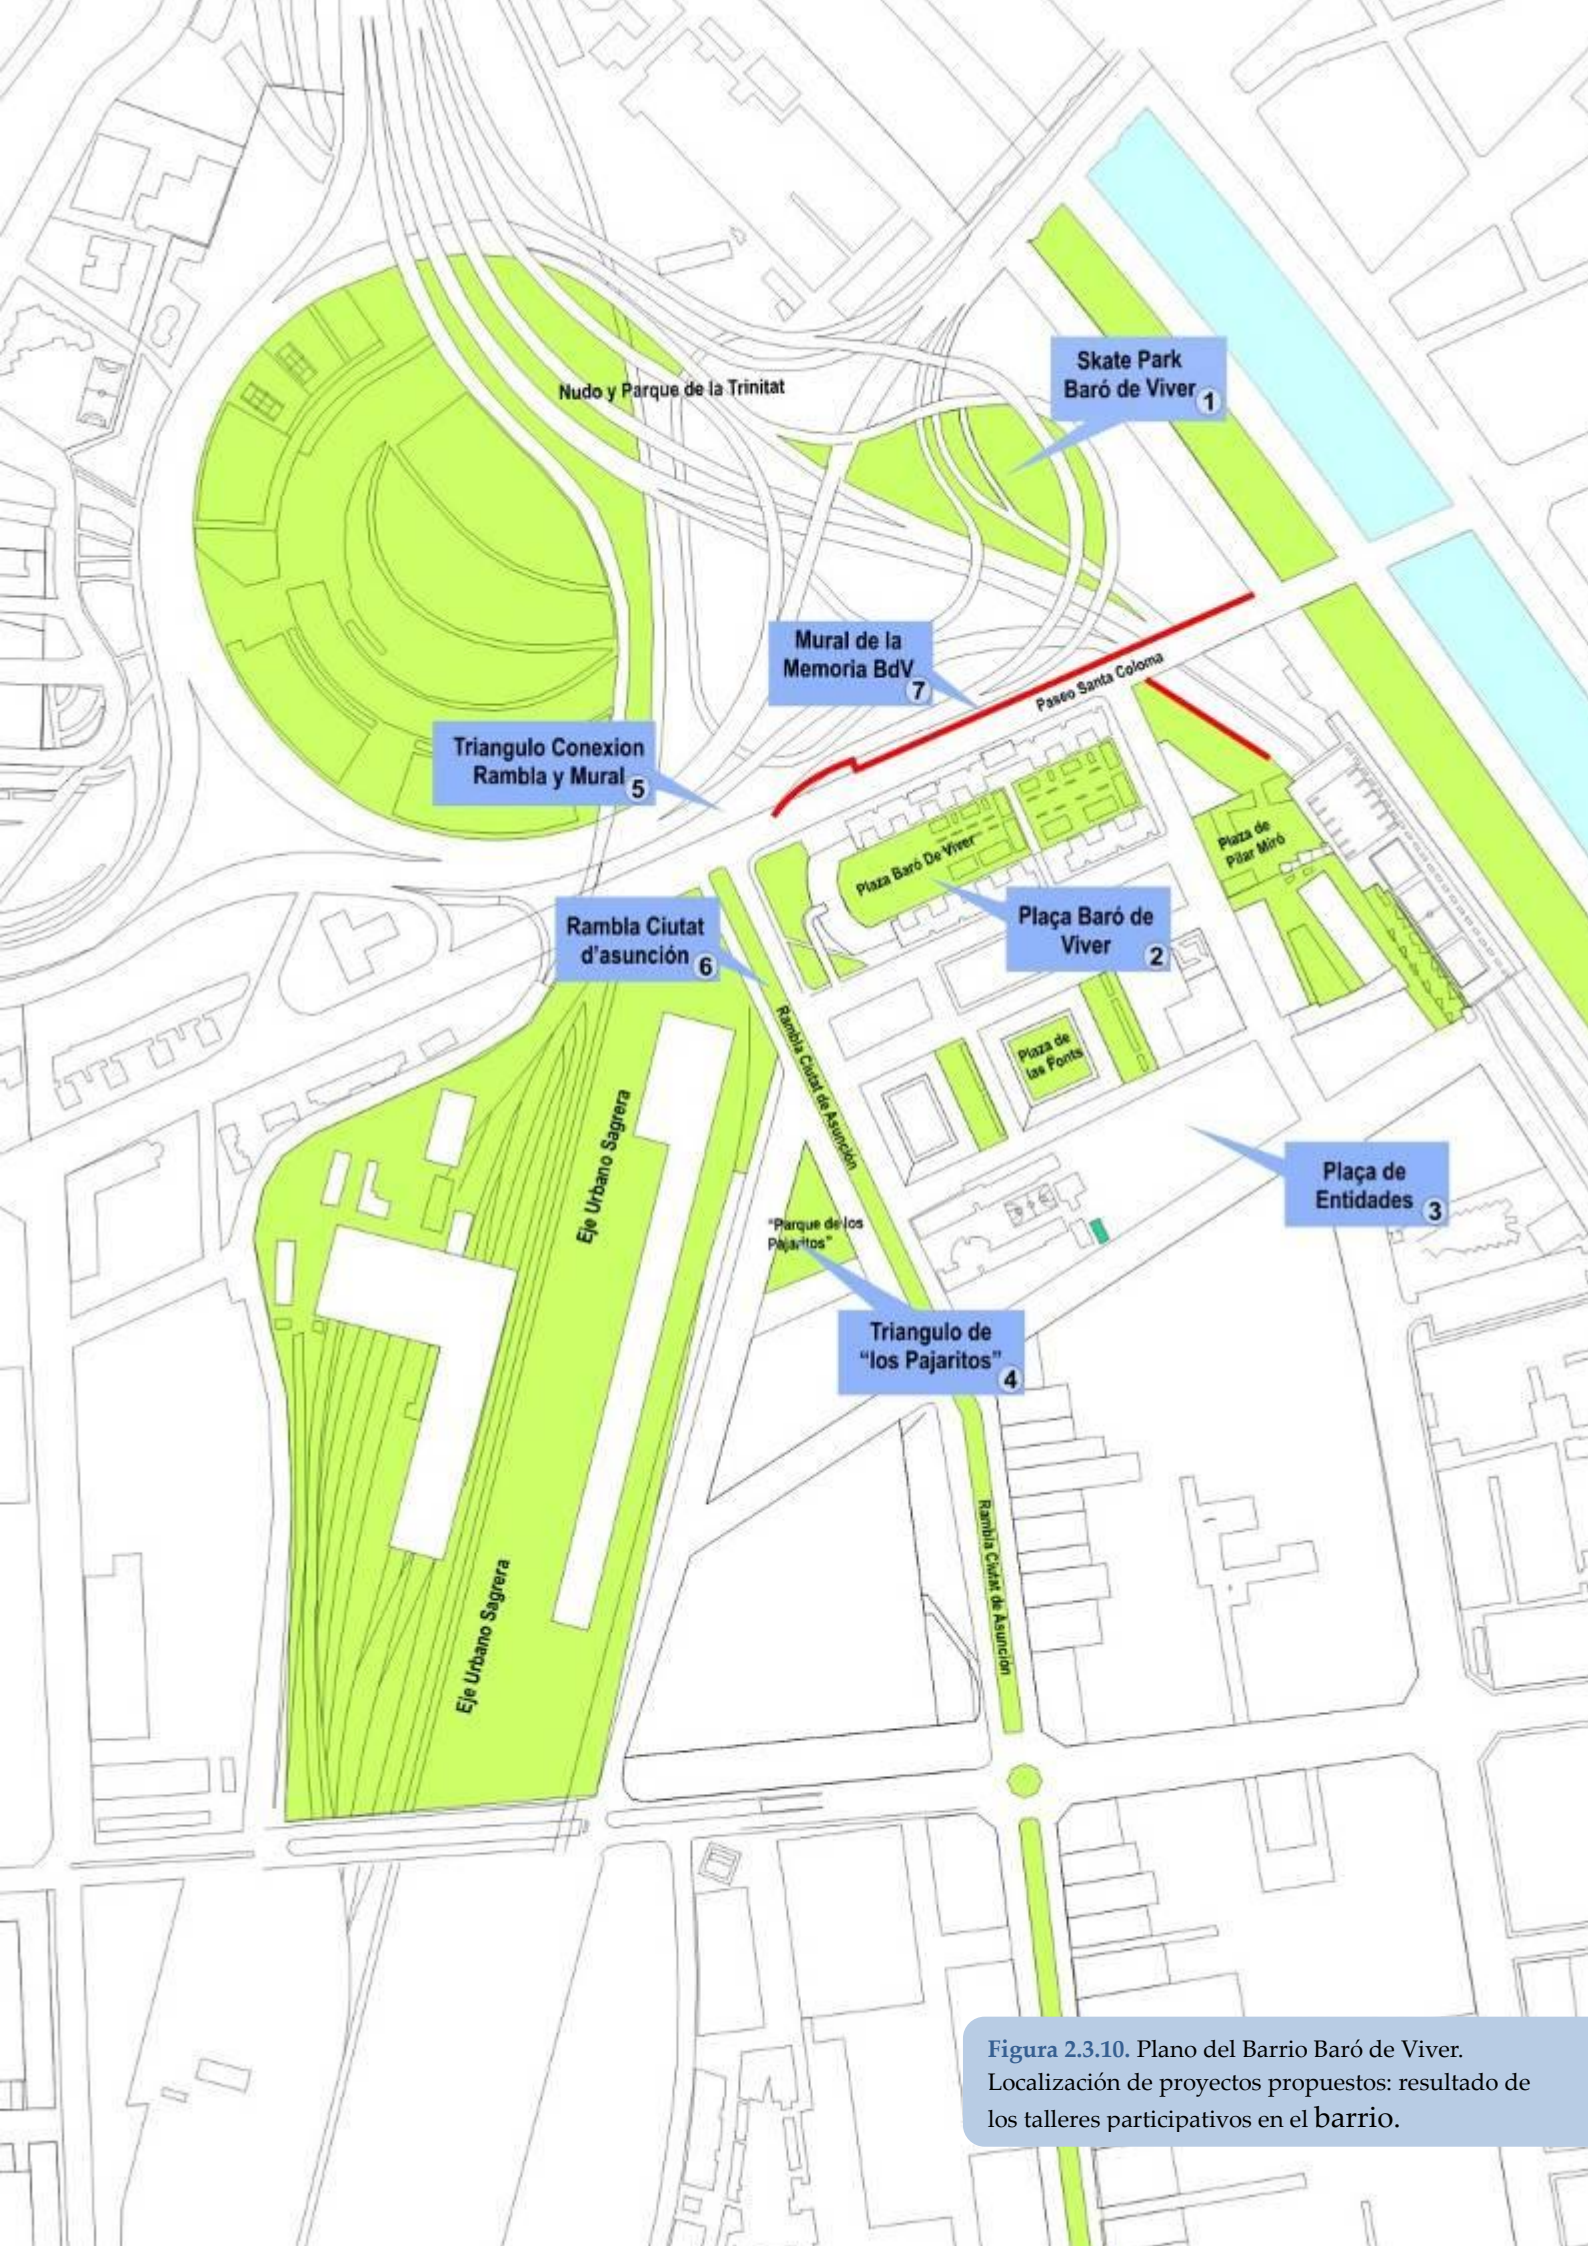 Skate Park
Baró de Viver 1
Nudo y Parque de la Trinitat
Mural de la
Memoria BdV
7
Paseo Santa Coloma
Triangulo Conexion
Rambla y Mural 5
Plaza de
Pilar Miró
Plaza Baró De Viver
Rambla Ciutat
d'asunción 6
Plaça Baró de
Viver 2
Rambla Ciutat de Asunción
Plaza de
las Fonts
Eje Urbano Sagrera
Plaça de
Entidades 3
"Parque de los
Pajaritos"
Triangulo de
"los Pajaritos"
4
Rambla Ciutat de Asunción
Eje Urbano Sagrera
Figura 2.3.10. Plano del Barrio Baró de Viver.
Localización de proyectos propuestos: resultado de
los talleres participativos en el barrio.